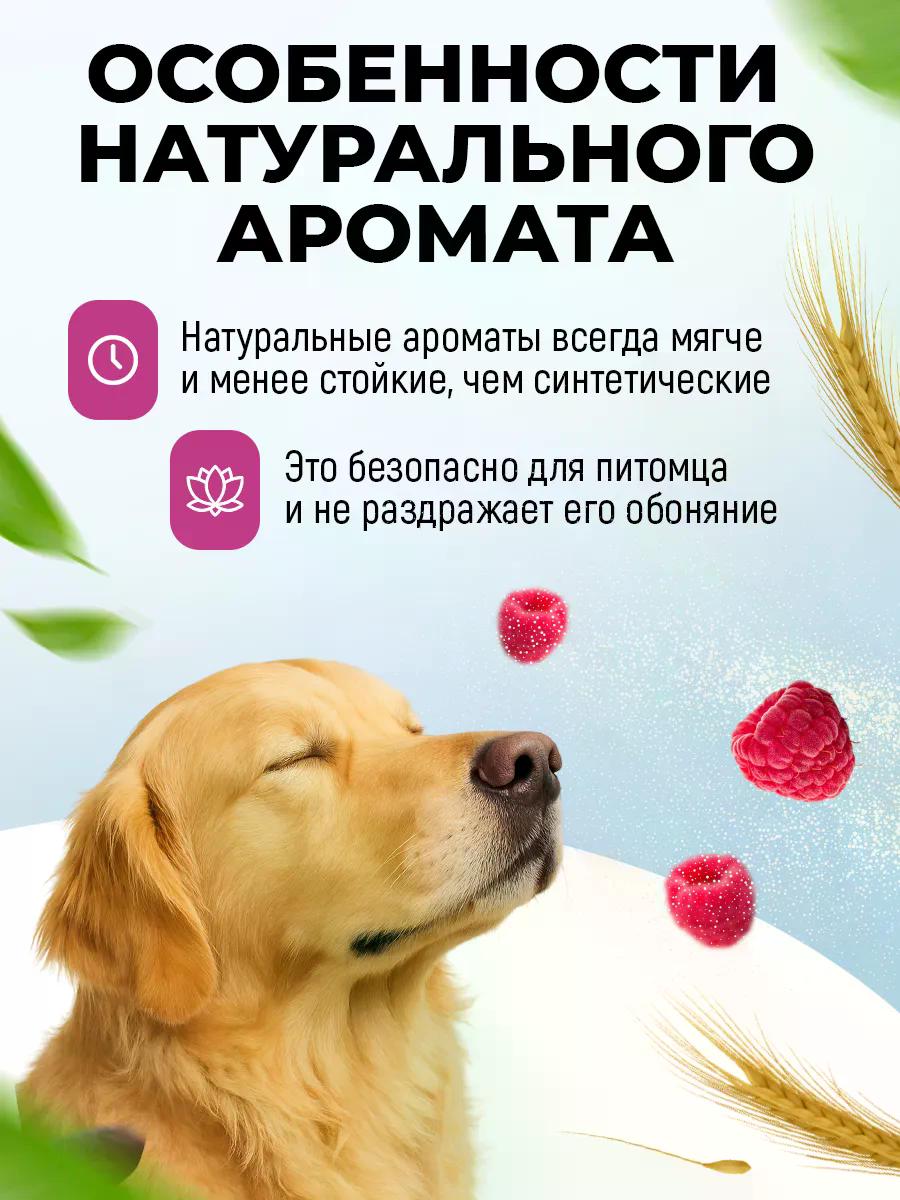 ОСОБЕННОСТИ
НАТУРАЛЬНОГО
АРОМАТА
Натуральные ароматы всегда мягче
и менее стойкие, чем синтетические
Это безопасно для питомца
и не раздражает его обоняние